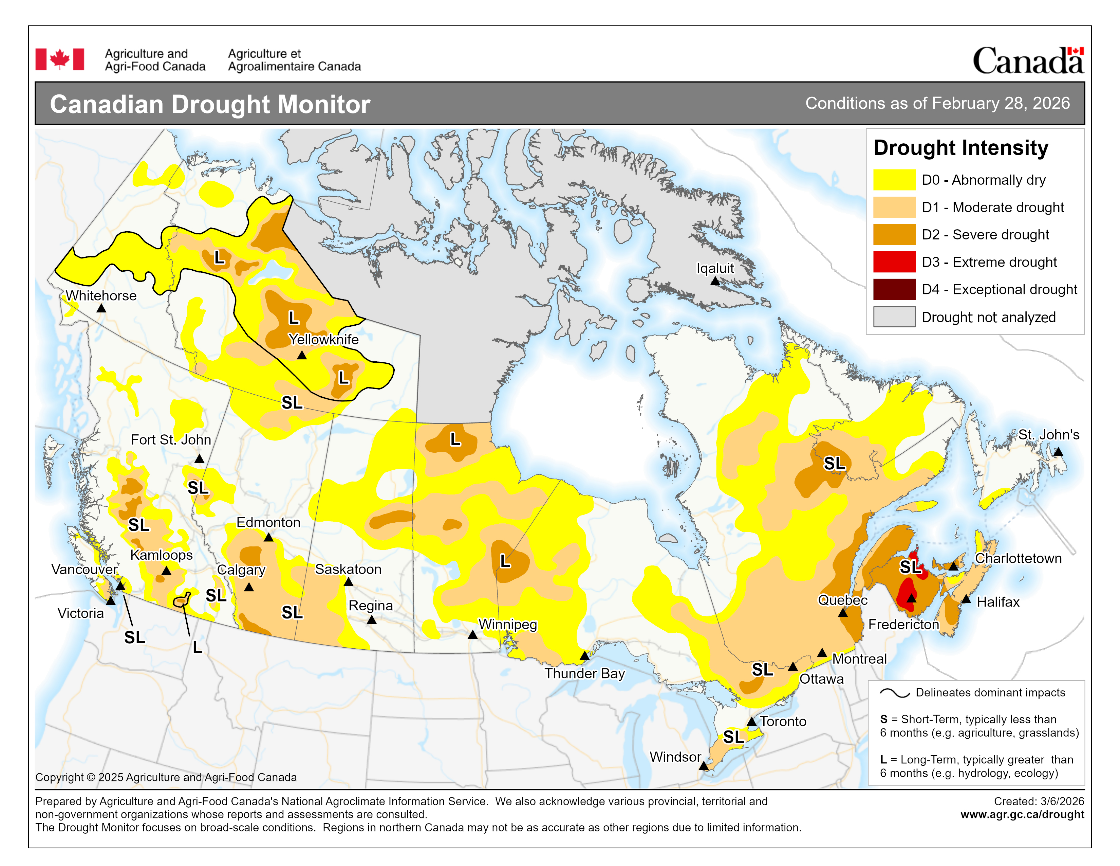 Agriculture and
Agri-Food Canada
Agriculture et
Agroalimentaire Canada
Canada
Canadian Drought Monitor
Conditions as of February 28, 2026
Drought Intensity
D0 - Abnormally dry
D1 - Moderate drought
D2 - Severe drought
D3 - Extreme drought
D4 - Exceptional drought
Drought not analyzed
Iqaluit
L
Whitehorse
L
Yellowknife
L
SL
Fort St. John
L
St. John's
SL
SL
SL
Edmonton
L
Kamloops
Vancouver
Calgary
Saskatoon
SL
Charlottetown
SL
Victoria
SL
Regina
Quebec
Halifax
Winnipeg
Fredericton
SL
L
Montreal
Thunder Bay
SL
Ottawa
Toronto
SL
Windsor
Delineates dominant impacts
S = Short-Term, typically less than
6 months (e.g. agriculture, grasslands)
L = Long-Term, typically greater than
6 months (e.g. hydrology, ecology)
Copyright © 2025 Agriculture and Agri-Food Canada
Prepared by Agriculture and Agri-Food Canada's National Agroclimate Information Service. We also acknowledge various provincial, territorial and
non-government organizations whose reports and assessments are consulted.
The Drought Monitor focuses on broad-scale conditions. Regions in northern Canada may not be as accurate as other regions due to limited information.
Created: 3/6/2026
www.agr.gc.ca/drought